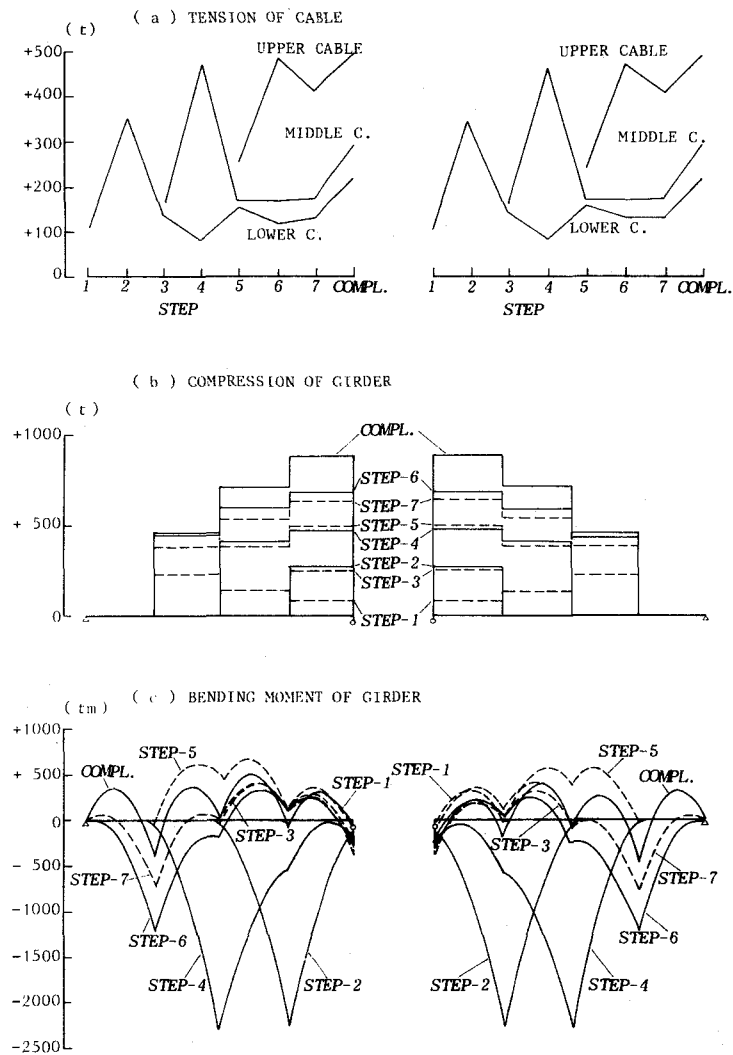 ( a ) TENSION OF CABLE
(t)
+500
+400
+300
+200
+100
0
UPPER CABLE
MIDDLE C.
LOWER C.
1 2 3 4 5 6 7 COMPL.
STEP
UPPER CABLE
MIDDLE C.
LOWER C.
1 2 3 4 5 6 7 COMPL.
STEP
( b ) COMPRESSION OF GIRDER
(t)
+1000
+ 500
0
COMPL.
STEP-6
STEP-7
STEP-5
STEP-4
STEP-2
STEP-3
STEP-1
( c ) BENDING MOMENT OF GIRDER
(tm)
+1000
+ 500
0
- 500
-1000
-1500
-2000
-2500
COMPL.
STEP-5
STEP-1
STEP-3
STEP-7
STEP-6
STEP-4
STEP-2
STEP-1
STEP-5
COMPL.
STEP-3
STEP-7
STEP-6
STEP-2
STEP-4